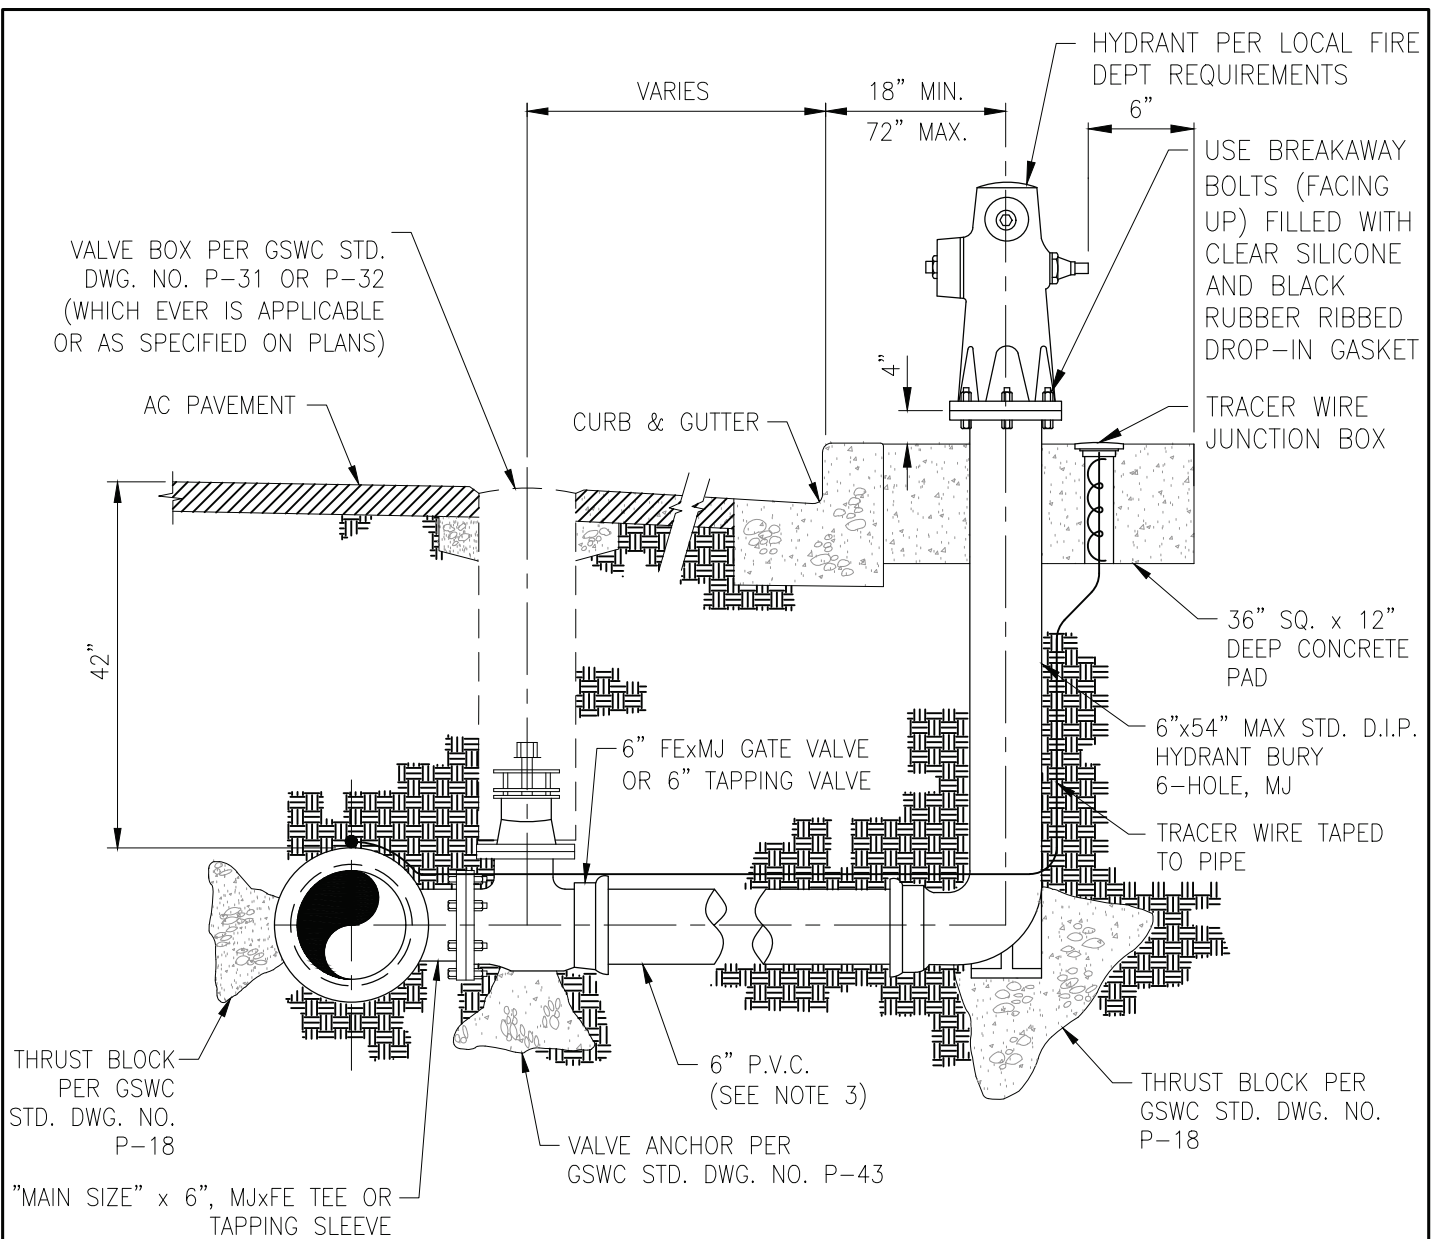 HYDRANT PER LOCAL FIRE
DEPT REQUIREMENTS
VARIES
18" MIN.
72" MAX.
6"
USE BREAKAWAY
BOLTS (FACING
UP) FILLED WITH
CLEAR SILICONE
AND BLACK
RUBBER RIBBED
DROP-IN GASKET
VALVE BOX PER GSWC STD.
DWG. NO. P-31 OR P-32
(WHICH EVER IS APPLICABLE
OR AS SPECIFIED ON PLANS)
4"
AC PAVEMENT
CURB & GUTTER
TRACER WIRE
JUNCTION BOX
42"
36" SQ. x 12"
DEEP CONCRETE
PAD
6"x54" MAX STD. D.I.P.
HYDRANT BURY
6-HOLE, MJ
6" FExMJ GATE VALVE
OR 6" TAPPING VALVE
TRACER WIRE TAPED
TO PIPE
THRUST BLOCK
PER GSWC
STD. DWG. NO.
P-18
6" P.V.C.
(SEE NOTE 3)
THRUST BLOCK PER
GSWC STD. DWG. NO.
P-18
VALVE ANCHOR PER
GSWC STD. DWG. NO. P-43
"MAIN SIZE" x 6", MJxFE TEE OR
TAPPING SLEEVE